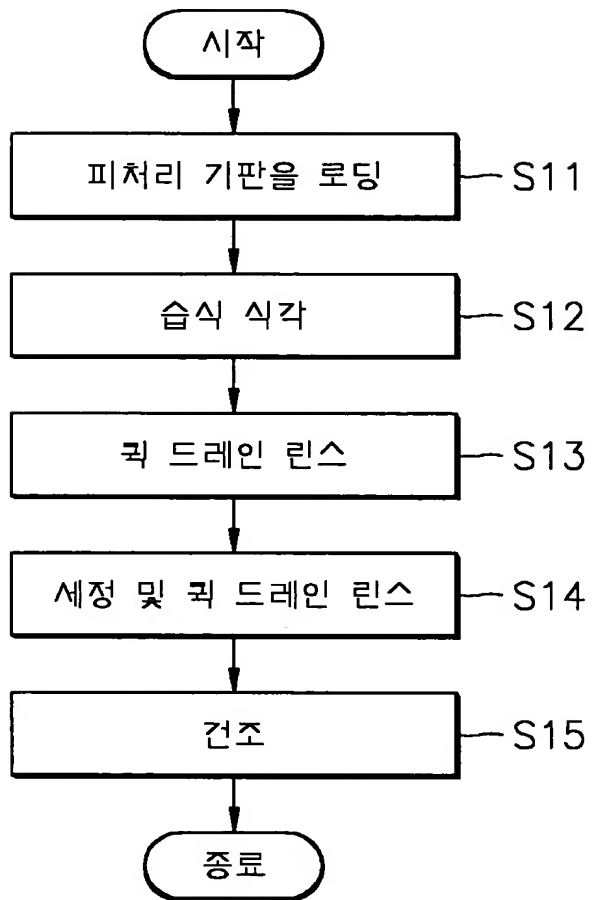 시작
피처리 기판을 로딩 S11
습식 식각 S12
퀵 드레인 린스 S13
세정 및 퀵 드레인 린스 S14
건조 S15
종료